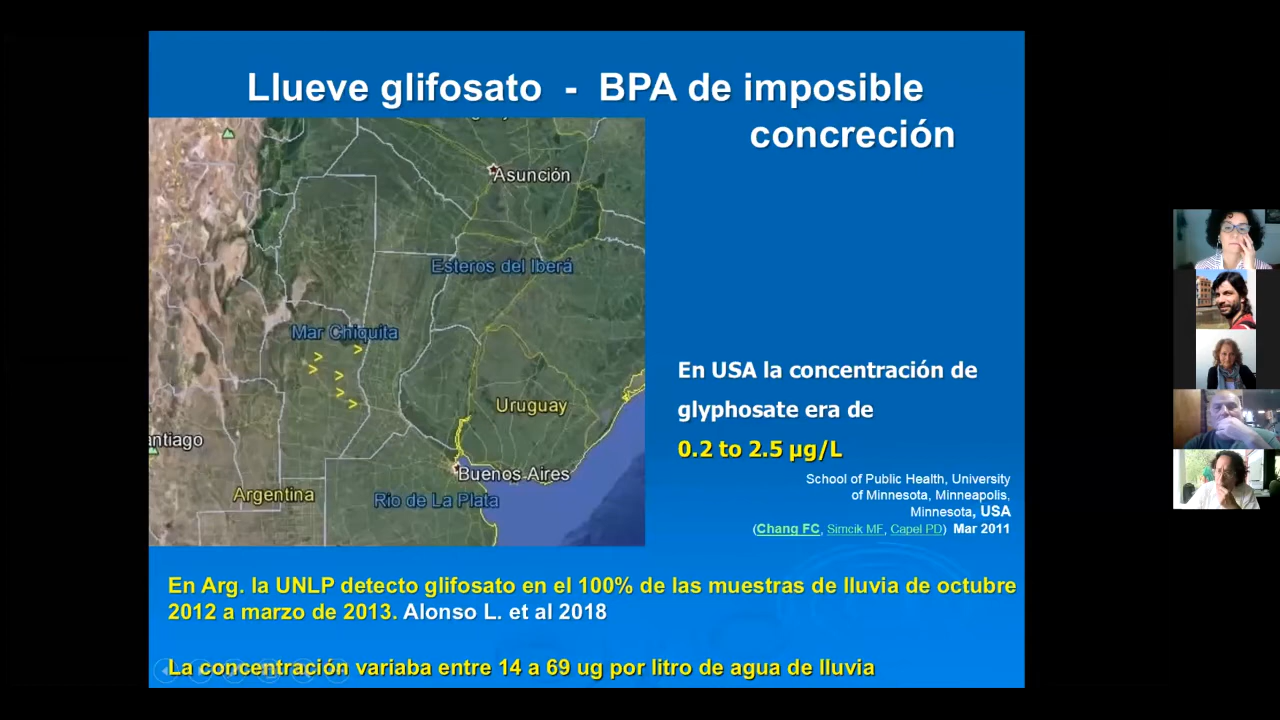 Llueve glifosato - BPA de imposible
concreción
Asunción
Esteros del Iberá
Mar Chiquita
Uruguay
ntiago
Buenos Aires
Argentina
Rio de La Plata
En USA la concentración de
glyphosate era de
0.2 to 2.5 µg/L
School of Public Health, University
of Minnesota, Minneapolis,
Minnesota, USA
(Chang FC, Simcik MF, Capel PD) Mar 2011
En Arg. la UNLP detecto glifosato en el 100% de las muestras de lluvia de octubre
2012 a marzo de 2013. Alonso L. et al 2018
La concentración variaba entre 14 a 69 ug por litro de agua de lluvia